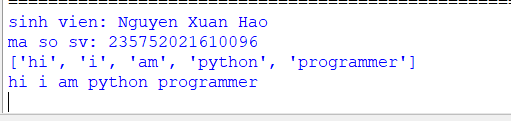 sinh vien: Nguyen Xuan Hao
ma so sv: 235752021610096
['hi', 'i', 'am', 'python', 'programmer']
hi i am python programmer